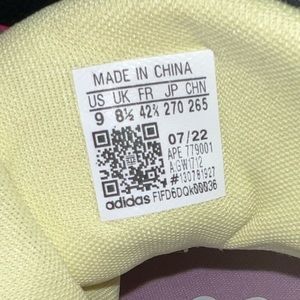 MADE IN CHINA
US UK FR JP CHN
9 8½ 42⅔ 270 265
07/22
APE 779001
A:GW1712
#130781927
adidas FIFD6DQk00036